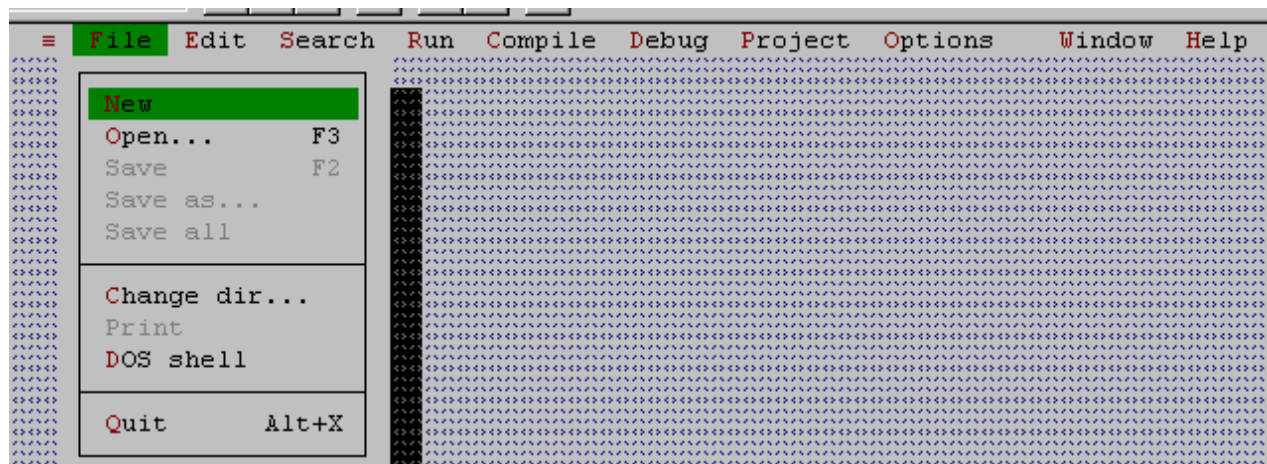 ≡ File Edit Search Run Compile Debug Project Options Window Help
New
Open... F3
Save F2
Save as...
Save all
Change dir...
Print
DOS shell
Quit Alt+X